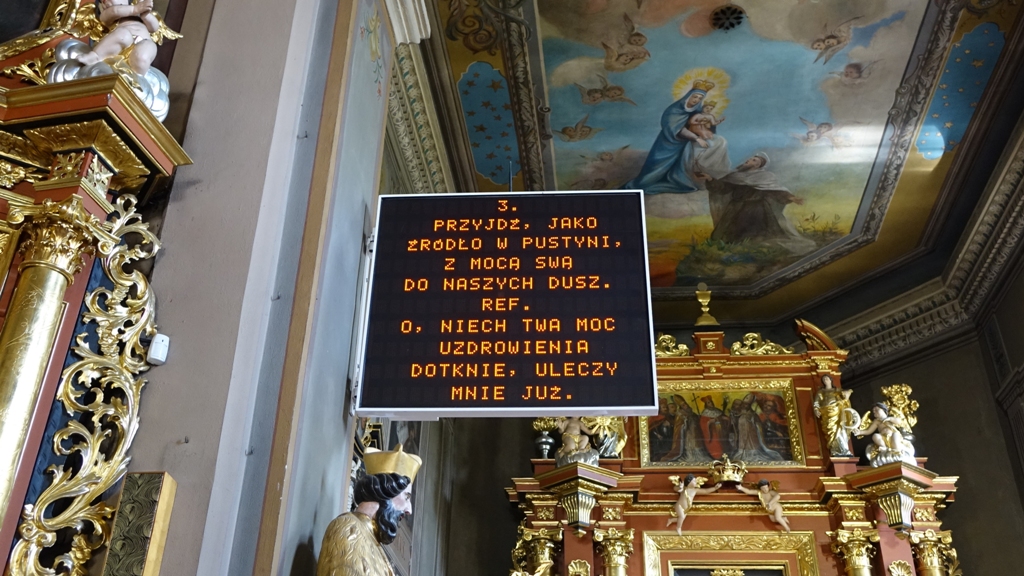 3.
PRZYJDŹ, JAKO
ŹRÓDŁO W PUSTYNI,
Z MOCĄ SWĄ
DO NASZYCH DUSZ.
REF.
O, NIECH TWA MOC
UZDROWIENIA
DOTKNIE, ULECZY
MNIE JUŻ.